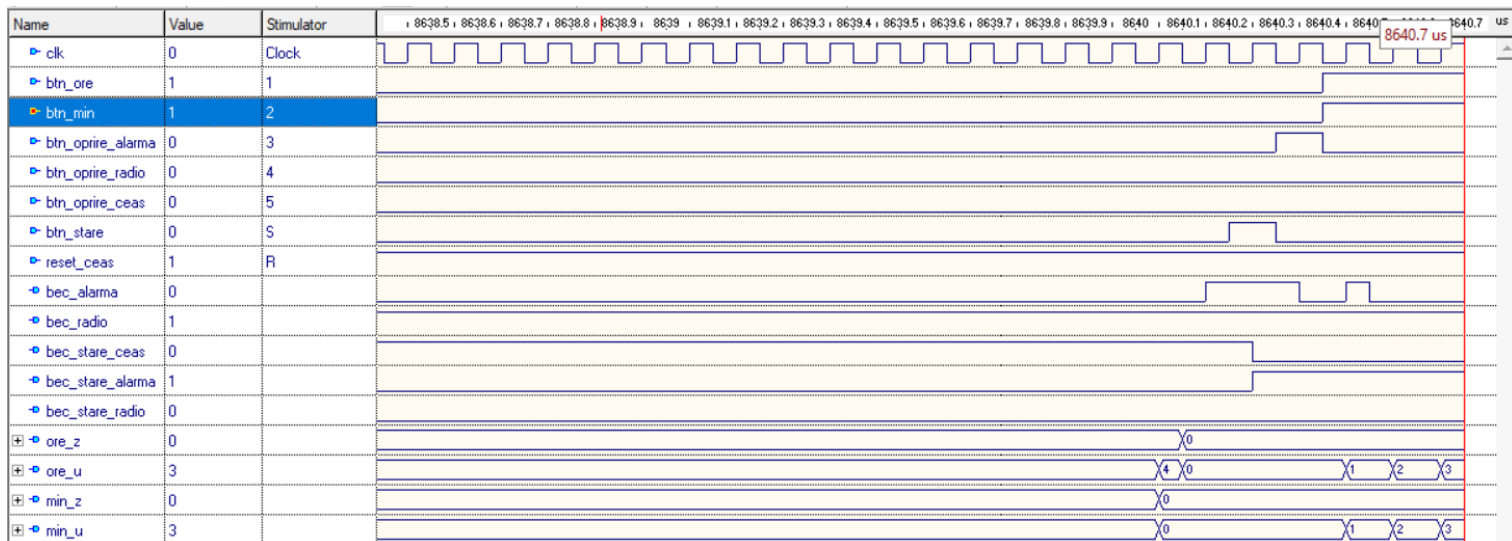 Name Value Stimulator 8638.5 8638.6 8638.7 8638.8 8638.9 8639 8639.1 8639.2 8639.3 8639.4 8639.5 8639.6 8639.7 8639.8 8639.9 8640 8640.1 8640.2 8640.3 8640.4 8640.7 us
8640.7 us
clk 0 Clock
btn_ore 1 1
btn_min 1 2
btn_oprire_alarma 0 3
btn_oprire_radio 0 4
btn_oprire_ceas 0 5
btn_stare 0 S
reset_ceas 1 R
bec_alarma 0
bec_radio 1
bec_stare_ceas 0
bec_stare_alarma 1
bec_stare_radio 0
ore_z 0 0
ore_u 3 4 0 1 2 3
min_z 0 0
min_u 3 0 1 2 3